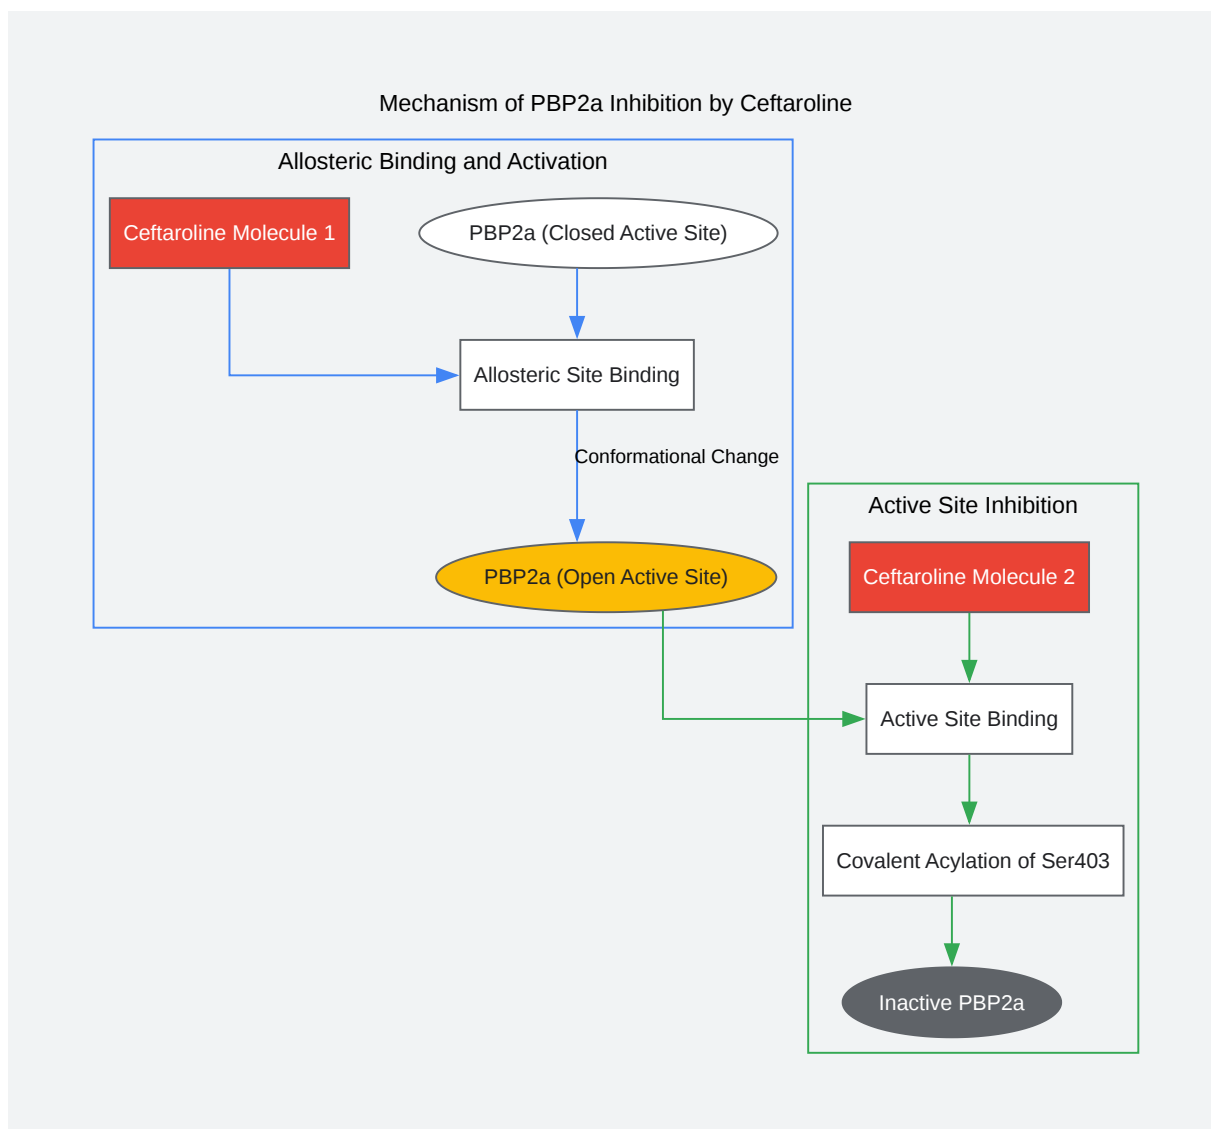 Mechanism of PBP2a Inhibition by Ceftaroline
Allosteric Binding and Activation
Ceftaroline Molecule 1
PBP2a (Closed Active Site)
Allosteric Site Binding
Conformational Change
PBP2a (Open Active Site)
Active Site Inhibition
Ceftaroline Molecule 2
Active Site Binding
Covalent Acylation of Ser403
Inactive PBP2a